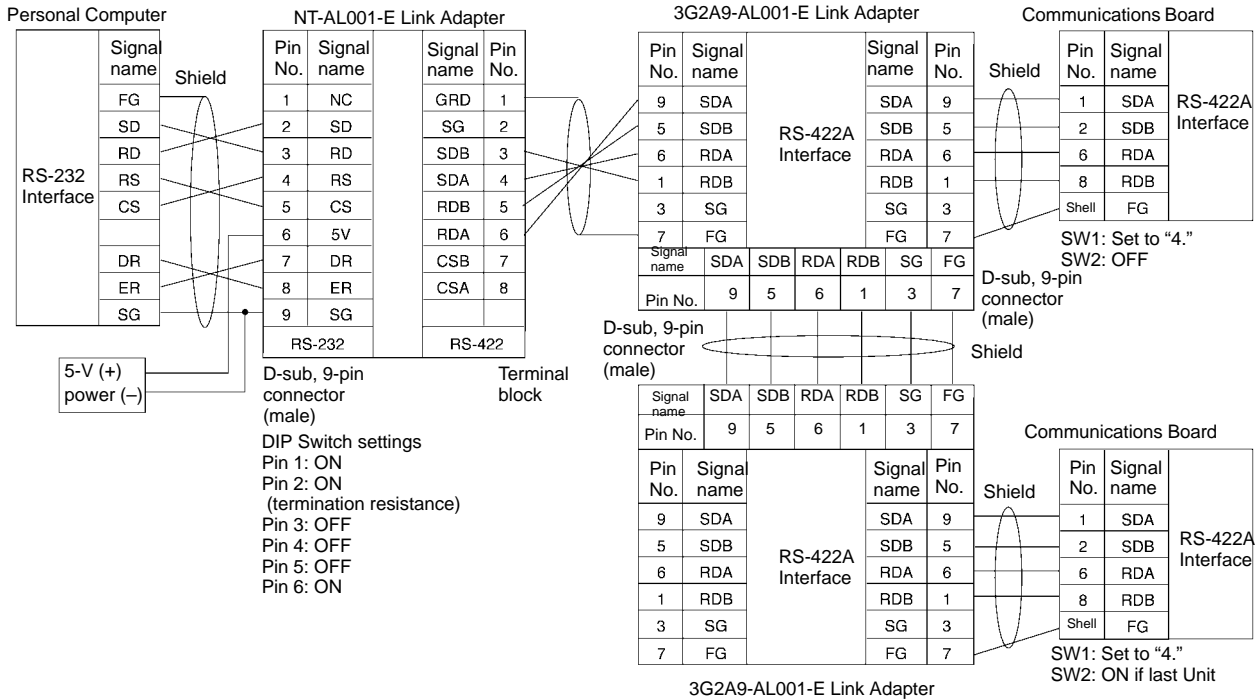 Personal Computer
NT-AL001-E Link Adapter
3G2A9-AL001-E Link Adapter
Communications Board
Signal name
FG
SD
RD
RS
CS
DR
ER
SG
RS-232 Interface
Shield
Pin No. Signal name
1 NC
2 SD
3 RD
4 RS
5 CS
6 5V
7 DR
8 ER
9 SG
RS-232
Signal name Pin No.
GRD 1
SG 2
SDB 3
SDA 4
RDB 5
RDA 6
CSB 7
CSA 8
RS-422
5-V (+)
power (–)
D-sub, 9-pin
connector
(male)
Terminal
block
DIP Switch settings
Pin 1: ON
Pin 2: ON
(termination resistance)
Pin 3: OFF
Pin 4: OFF
Pin 5: OFF
Pin 6: ON
Pin No. Signal name
9 SDA
5 SDB
6 RDA
1 RDB
3 SG
7 FG
RS-422A
Interface
Signal name Pin No.
SDA 9
SDB 5
RDA 6
RDB 1
SG 3
FG 7
Signal name SDA SDB RDA RDB SG FG
Pin No. 9 5 6 1 3 7
Shield
Pin No. Signal name
1 SDA
2 SDB
6 RDA
8 RDB
Shell FG
RS-422A
Interface
SW1: Set to “4.”
SW2: OFF
D-sub, 9-pin
connector
(male)
D-sub, 9-pin
connector
(male)
Shield
Signal name SDA SDB RDA RDB SG FG
Pin No. 9 5 6 1 3 7
Pin No. Signal name
9 SDA
5 SDB
6 RDA
1 RDB
3 SG
7 FG
RS-422A
Interface
Signal name Pin No.
SDA 9
SDB 5
RDA 6
RDB 1
SG 3
FG 7
3G2A9-AL001-E Link Adapter
Shield
Communications Board
Pin No. Signal name
1 SDA
2 SDB
6 RDA
8 RDB
Shell FG
RS-422A
Interface
SW1: Set to “4.”
SW2: ON if last Unit